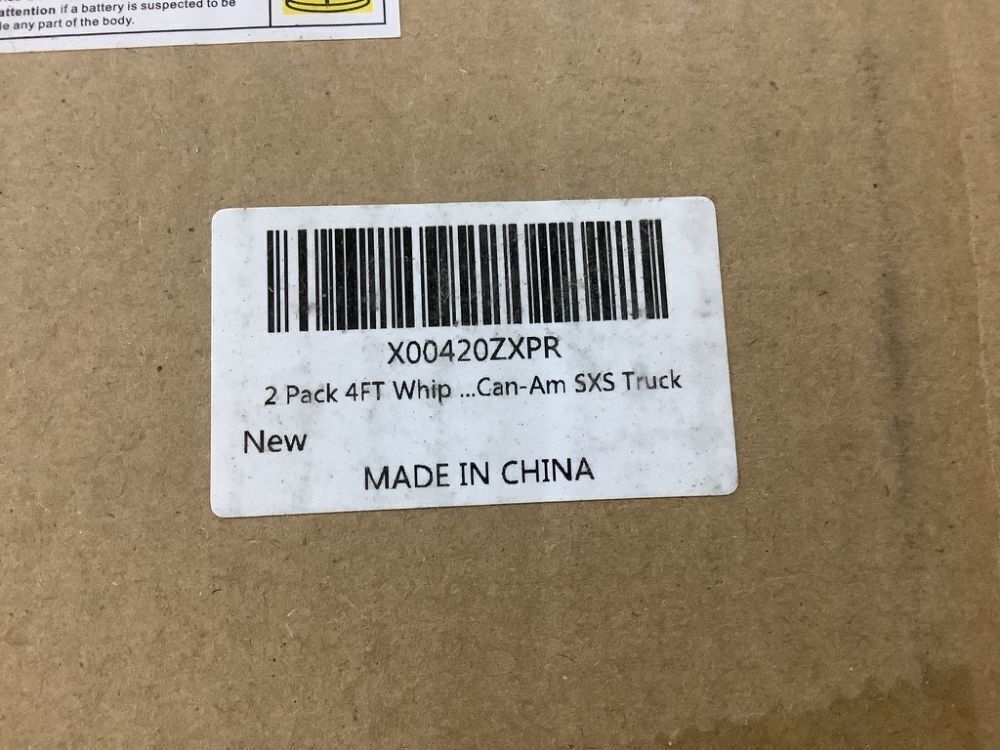 attention if a battery is suspected to be
any part of the body.
X00420ZXPR
2 Pack 4FT Whip ...Can-Am SXS Truck
New
MADE IN CHINA